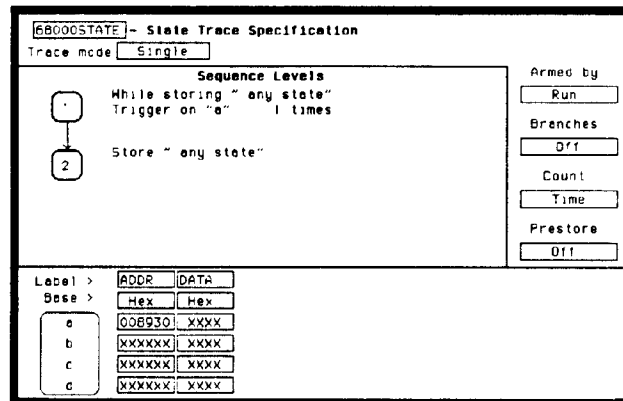 68000STATE - State Trace Specification
Trace mode Single
Sequence Levels
1
While storing " any state"
Trigger on "a" 1 times
2
Store " any state"
Armed by
Run
Branches
Off
Count
Time
Prestore
Off
Label > ADDR DATA
Base > Hex Hex
a 008930 XXXX
b XXXXXX XXXX
c XXXXXX XXXX
d XXXXXX XXXX